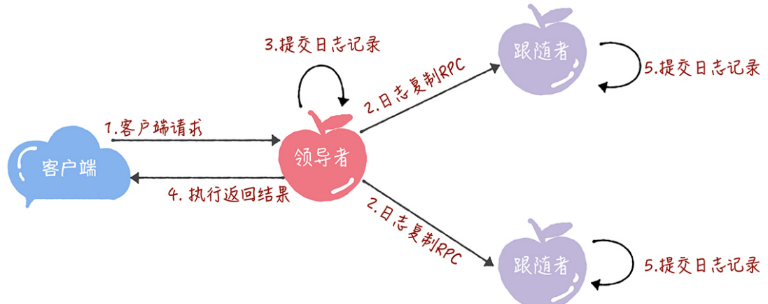 3.提交日志记录
跟随者
5.提交日志记录
2.日志复制RPC
1.客户端请求
客户端
领导者
4. 执行返回结果
2.日志复制RPC
跟随者
5.提交日志记录